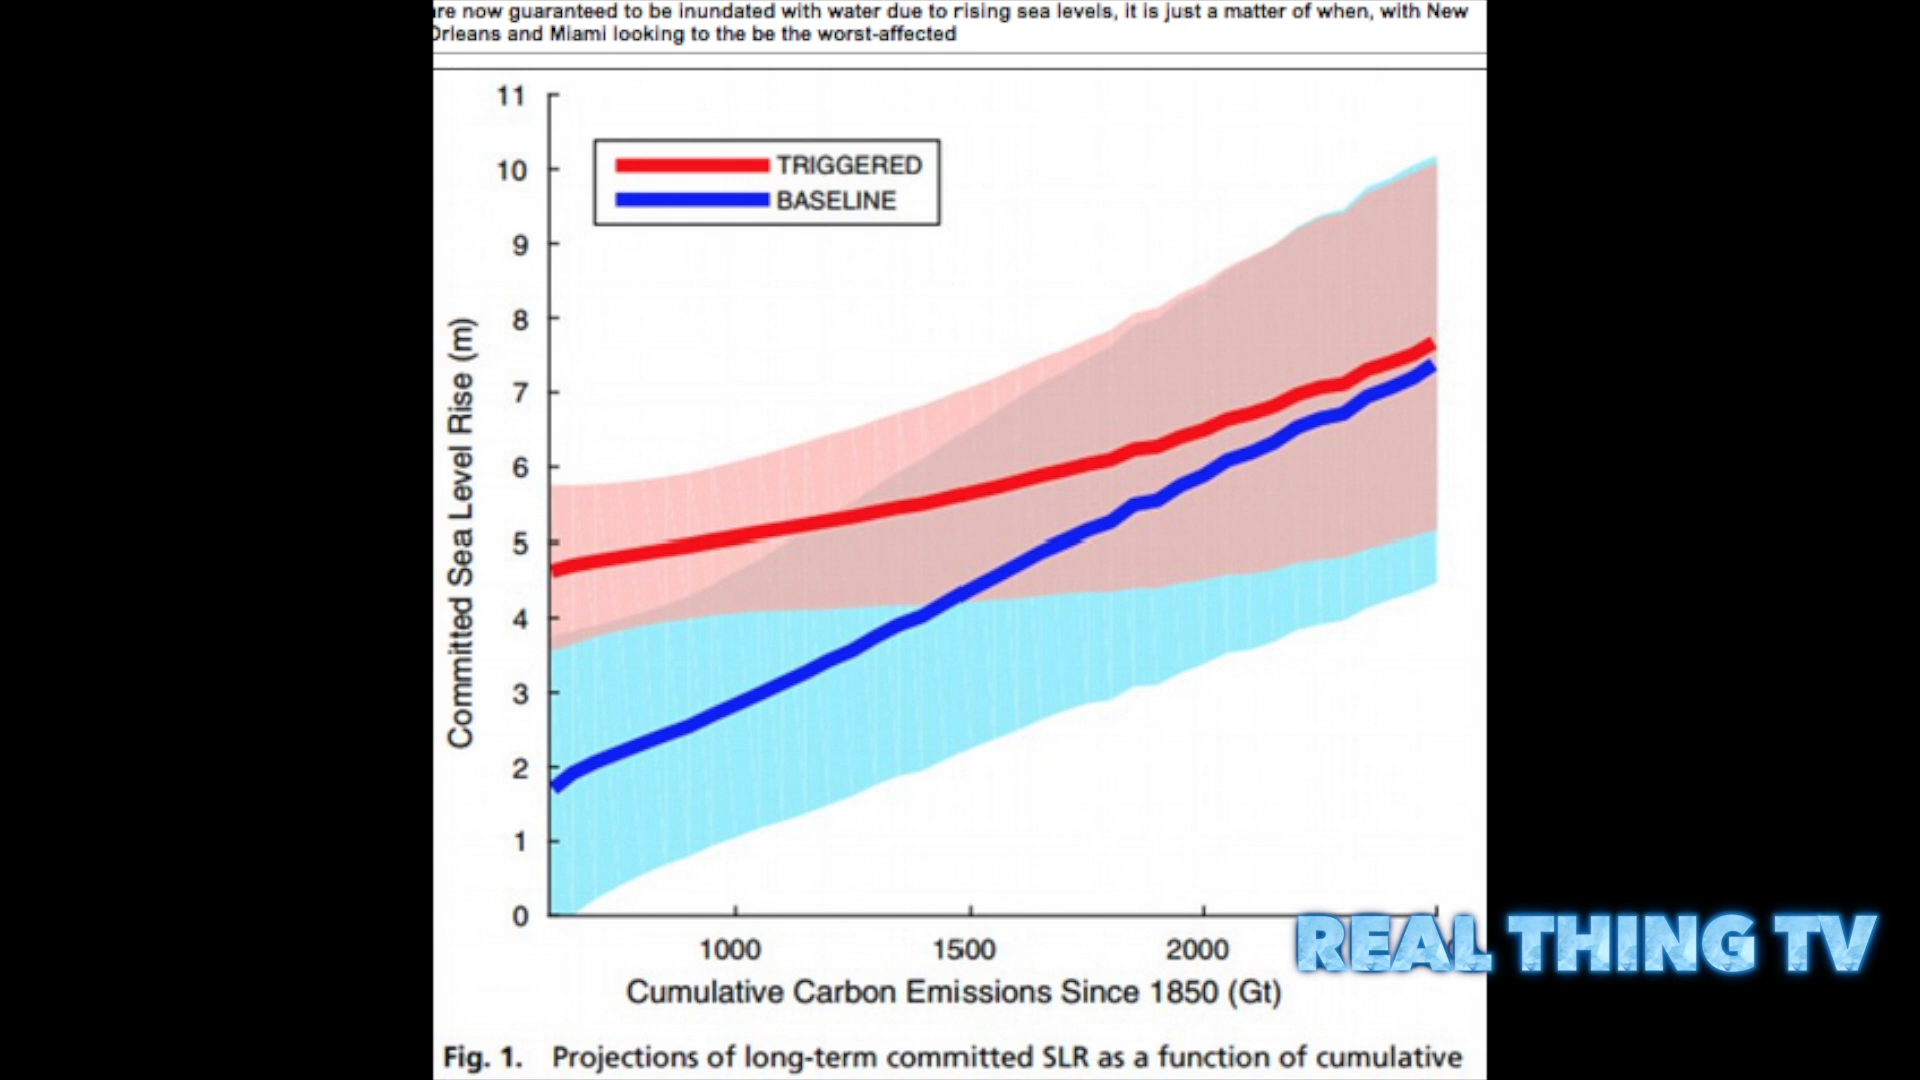 are now guaranteed to be inundated with water due to rising sea levels, it is just a matter of when, with New
Orleans and Miami looking to the be the worst-affected
11
10
9
8
7
6
5
4
3
2
1
0
TRIGGERED
BASELINE
Committed Sea Level Rise (m)
1000 1500 2000
REAL THING TV
Cumulative Carbon Emissions Since 1850 (Gt)
Fig. 1. Projections of long-term committed SLR as a function of cumulative